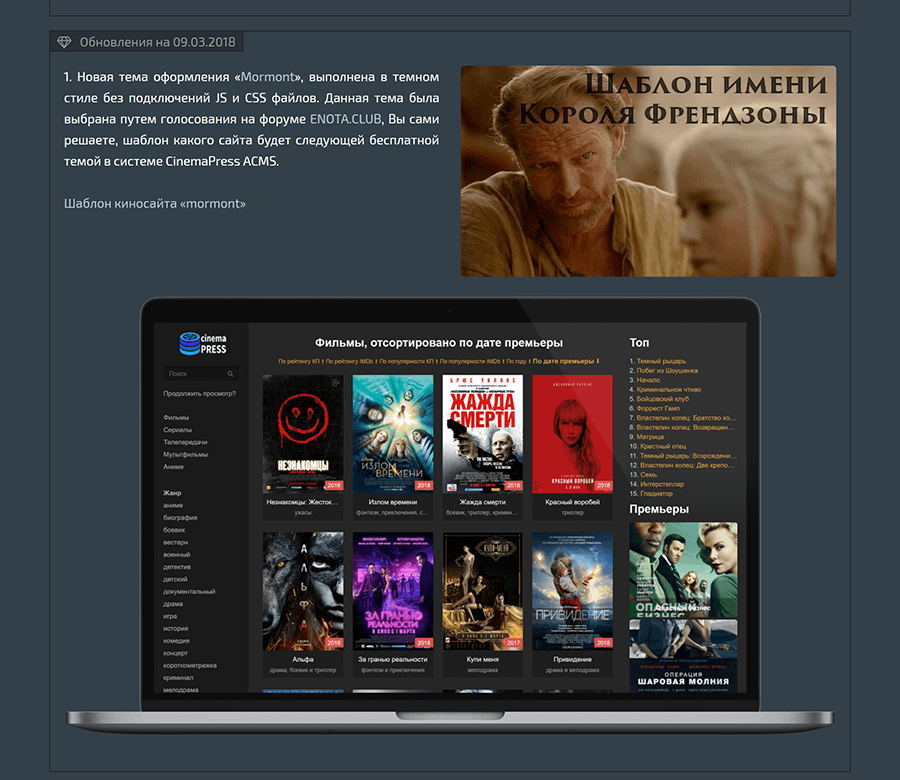 Обновления на 09.03.2018
1. Новая тема оформления «Mormont», выполнена в темном
стиле без подключений JS и CSS файлов. Данная тема была
выбрана путем голосования на форуме ENOTA.CLUB, Вы сами
решаете, шаблон какого сайта будет следующей бесплатной
темой в системе CinemaPress ACMS.
Шаблон киносайта «mormont»
Шаблон имени
Короля Френдзоны
cinema
PRESS
Поиск
Продолжить просмотр?
Фильмы
Сериалы
Телепередачи
Мультфильмы
Аниме
Жанр
аниме
биография
боевик
вестерн
военный
детектив
детский
документальный
драма
игра
история
комедия
концерт
короткометражка
криминал
мелодрама
Фильмы, отсортировано по дате премьеры
По рейтингу КП ⬍ По рейтингу IMDb ⬍ По популярности КП ⬍ По популярности IMDb ⬍ По году ⬍ По дате премьеры ⬇
18+
НЕЗНАКОМЦЫ
2018
Незнакомцы: Жесток...
ужасы
ИЗЛОМ
ВРЕМЕНИ
2018
Излом времени
фэнтези, приключения, с...
БРЮС УИЛЛИС
ЖАЖДА
СМЕРТИ
2018
Жажда смерти
боевик, триллер, кримин...
КРАСНЫЙ ВОРОБЕЙ
2018
Красный воробей
триллер
АЛЬФА
2018
Альфа
драма, боевик и триллер
ЗА ГРАНЬЮ
РЕАЛЬНОСТИ
В КИНО С 1 МАРТА
2018
За гранью реальности
фэнтези и приключения
КУПИ МЕНЯ
2017
Купи меня
мелодрама
ПРИВИДЕНИЕ
2018
Привидение
драма и мелодрама
Топ
1. Темный рыцарь
2. Побег из Шоушенка
3. Начало
4. Криминальное чтиво
5. Бойцовский клуб
6. Форрест Гамп
7. Властелин колец: Братство ко...
8. Властелин колец: Возвращен...
9. Матрица
10. Крестный отец
11. Темный рыцарь: Возрождени...
12. Властелин колец: Две крепо...
13. Семь
14. Интерстеллар
15. Гладиатор
Премьеры
Опасный бизнес
ОПЕРАЦИЯ
ШАРОВАЯ МОЛНИЯ